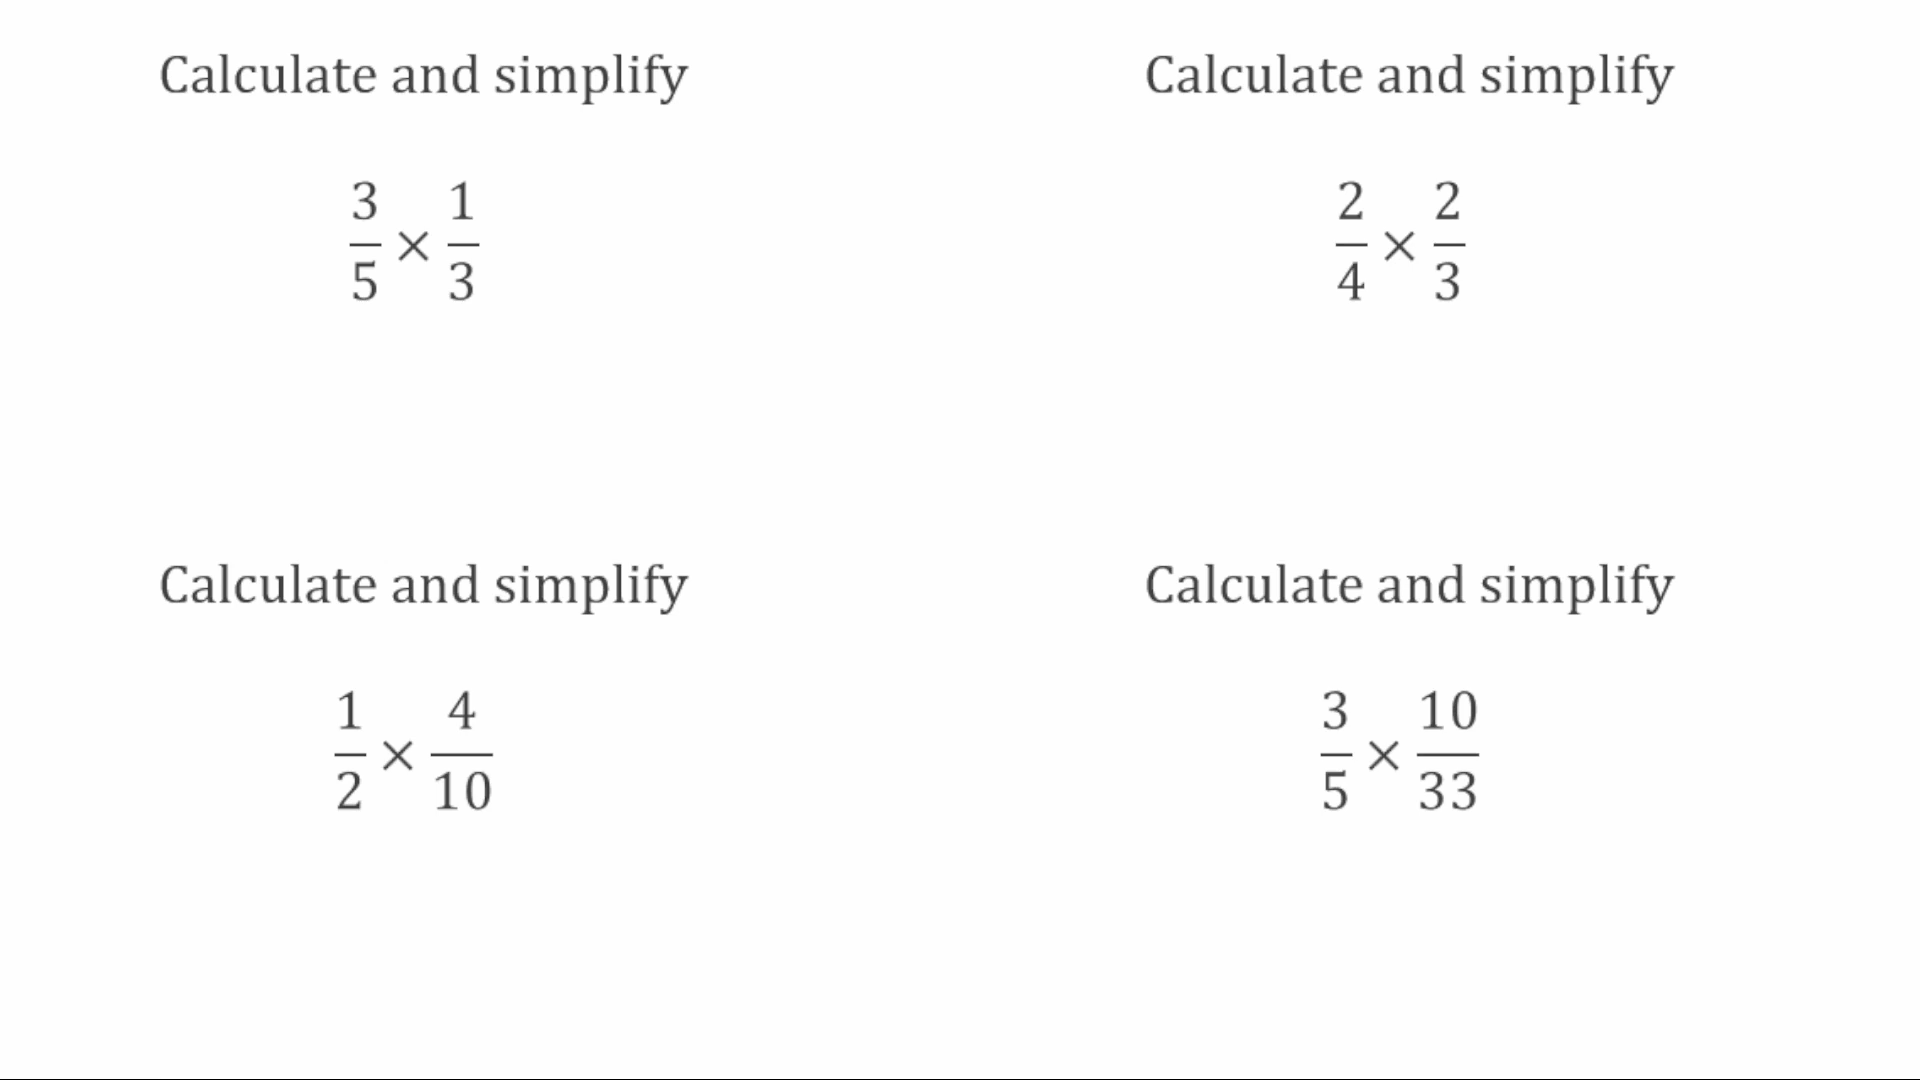 Calculate and simplify
3/5 × 1/3
Calculate and simplify
2/4 × 2/3
Calculate and simplify
1/2 × 4/10
Calculate and simplify
3/5 × 10/33